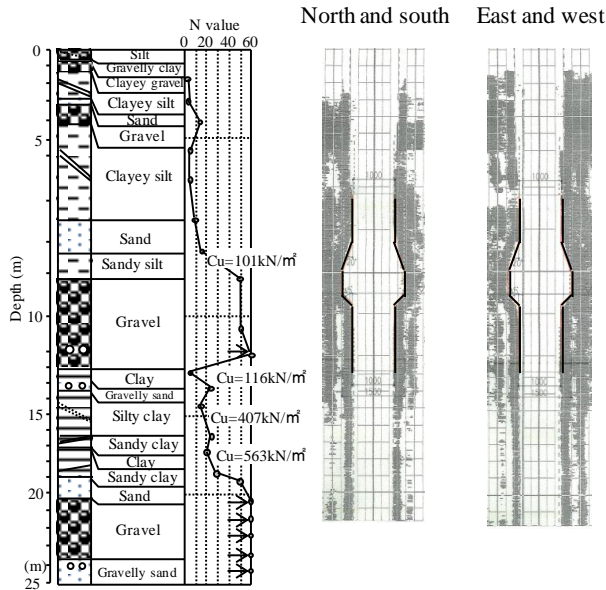 North and south
East and west
N value
0 20 40 60
0
5
10
15
20
(m)
25
Depth (m)
Silt
Gravelly clay
Clayey gravel
Clayey silt
Sand
Gravel
Clayey silt
Sand
Sandy silt
Gravel
Clay
Gravelly sand
Silty clay
Sandy clay
Clay
Sandy clay
Sand
Gravel
Gravelly sand
Cu=101kN/㎡
Cu=116kN/㎡
Cu=407kN/㎡
Cu=563kN/㎡
1000
1000
1000
1500
1000
1500